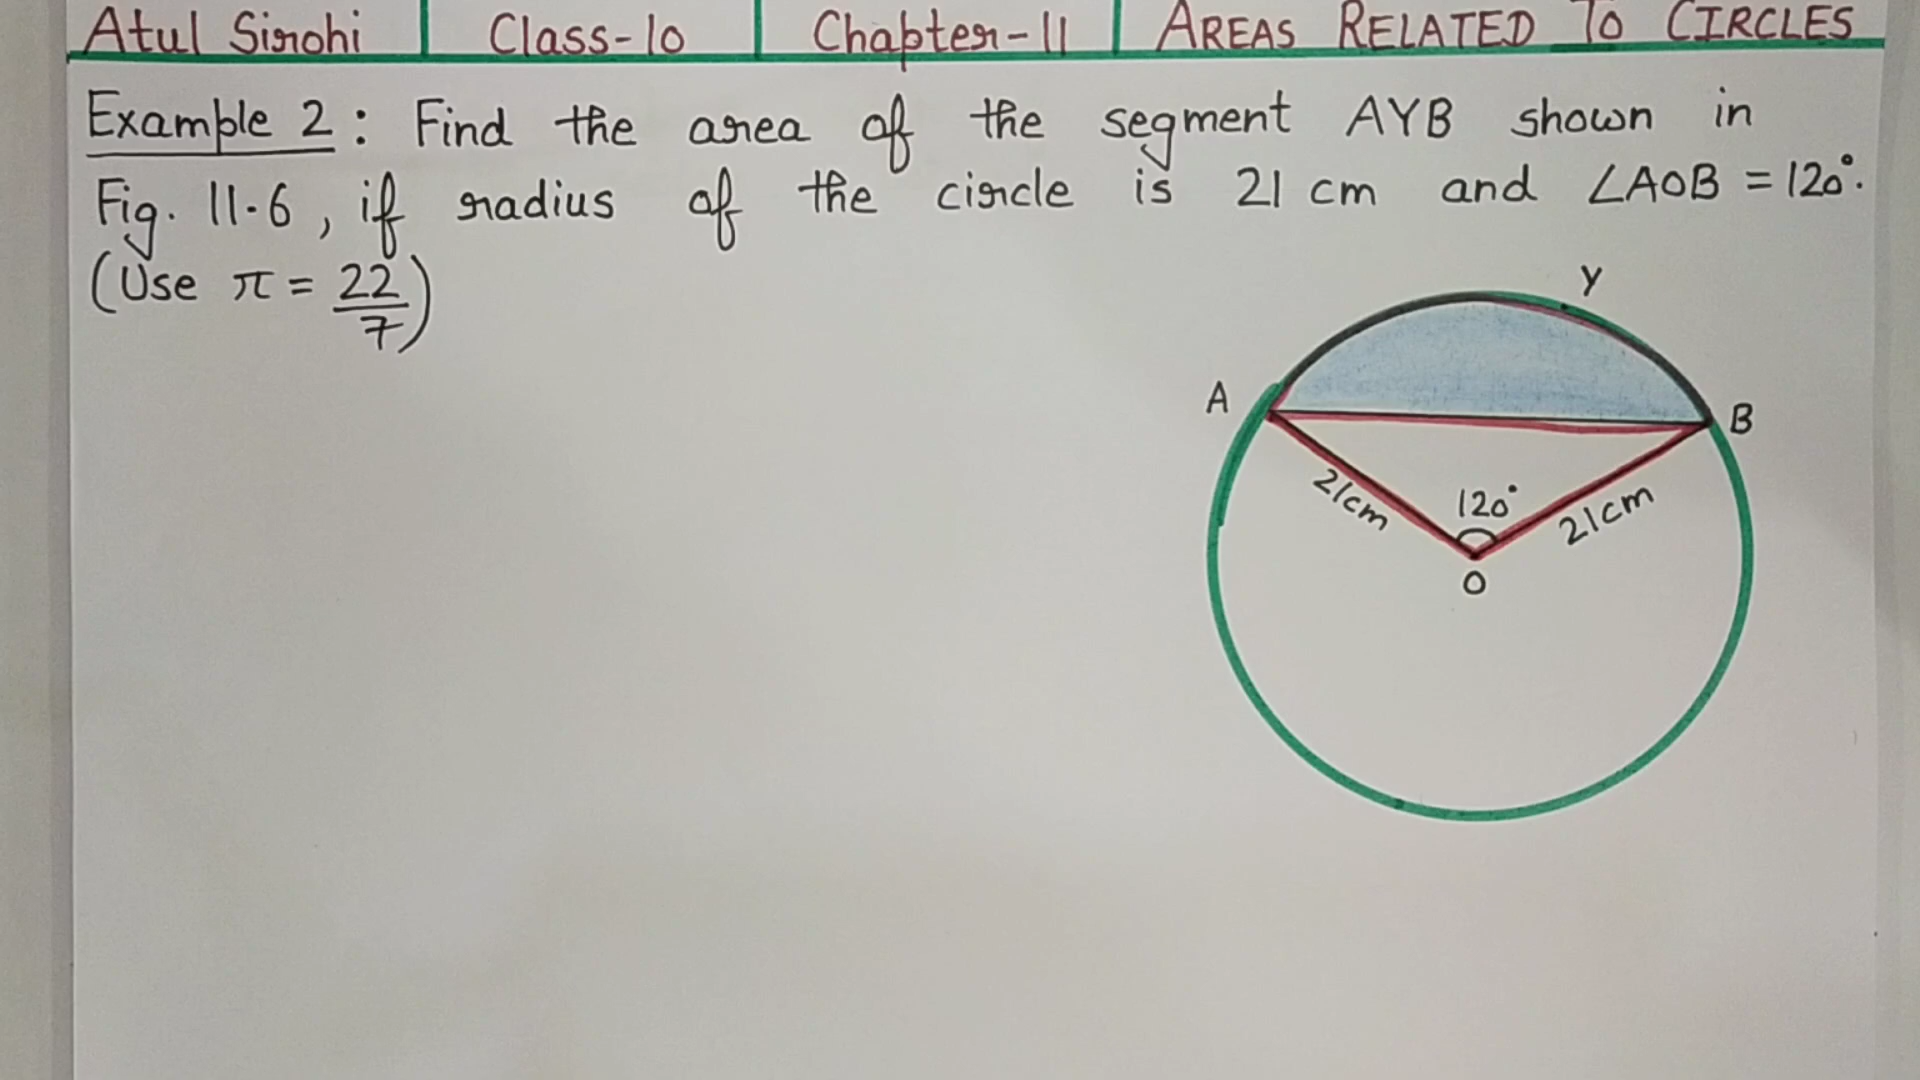 Atul Sirohi Class-10 Chapter-11 AREAS RELATED TO CIRCLES
Example 2 : Find the area of the segment AYB shown in
Fig. 11.6 , if radius of the circle is 21 cm and ∠AOB = 120°.
(Use π = 22/7)
Y
A
B
21cm
120°
21cm
O